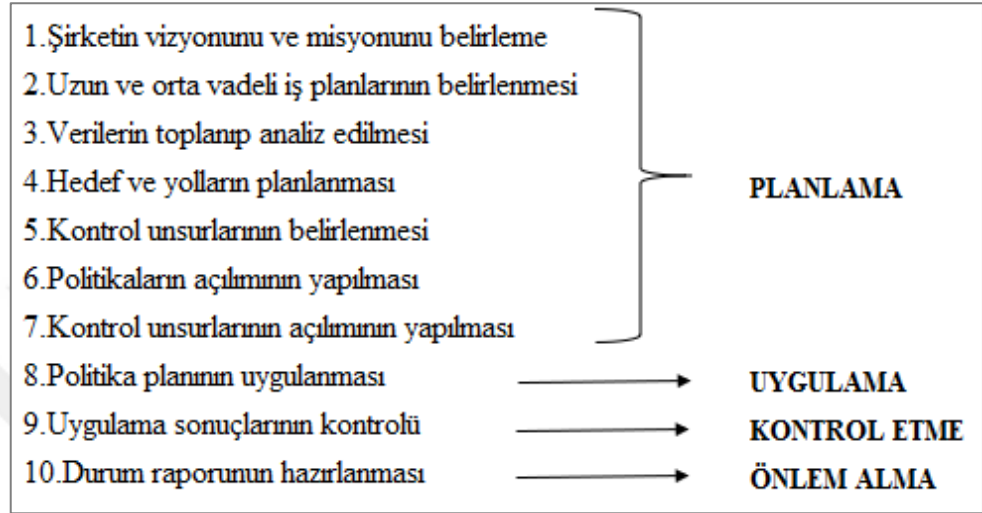 1.Şirketin vizyonunu ve misyonunu belirleme
2.Uzun ve orta vadeli iş planlarının belirlenmesi
3.Verilerin toplanıp analiz edilmesi
4.Hedef ve yolların planlanması
PLANLAMA
5.Kontrol unsurlarının belirlenmesi
6.Politikaların açılımının yapılması
7.Kontrol unsurlarının açılımının yapılması
8.Politika planının uygulanması UYGULAMA
9.Uygulama sonuçlarının kontrolü KONTROL ETME
10.Durum raporunun hazırlanması ÖNLEM ALMA